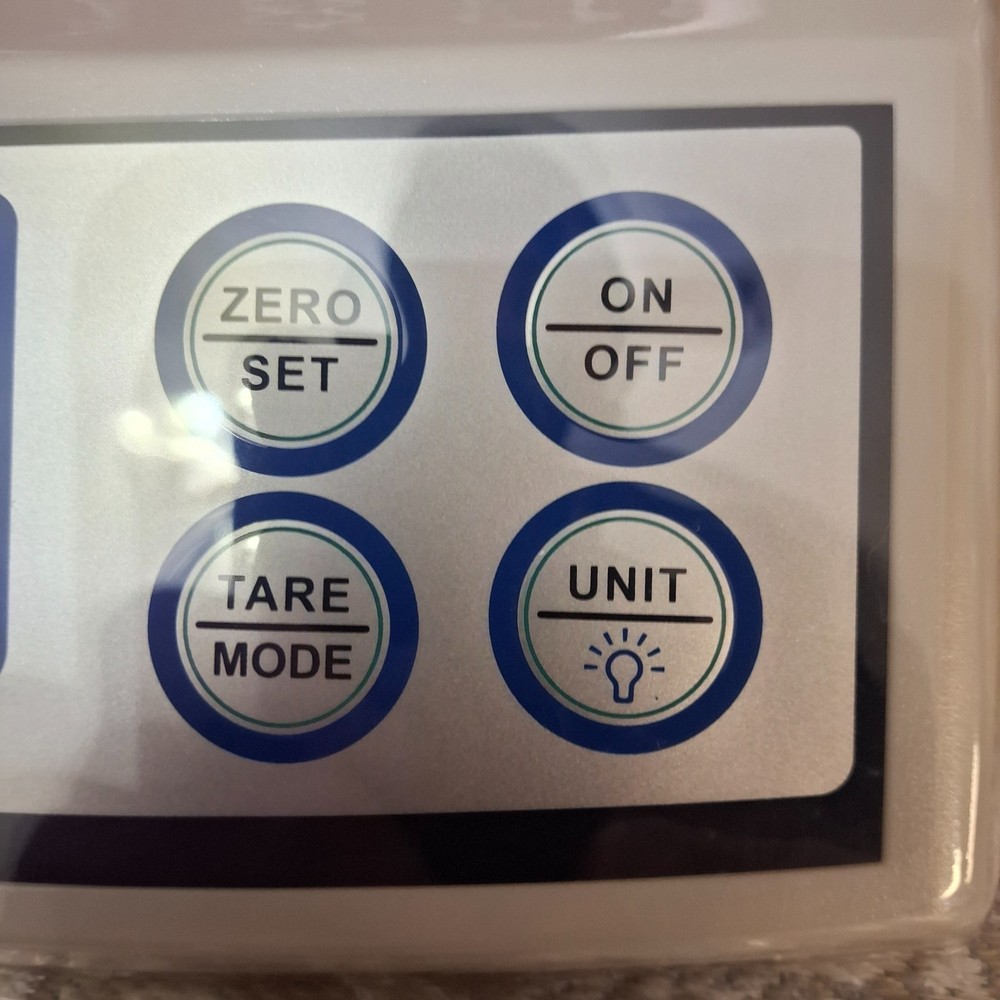 ZERO
SET
ON
OFF
TARE
MODE
UNIT